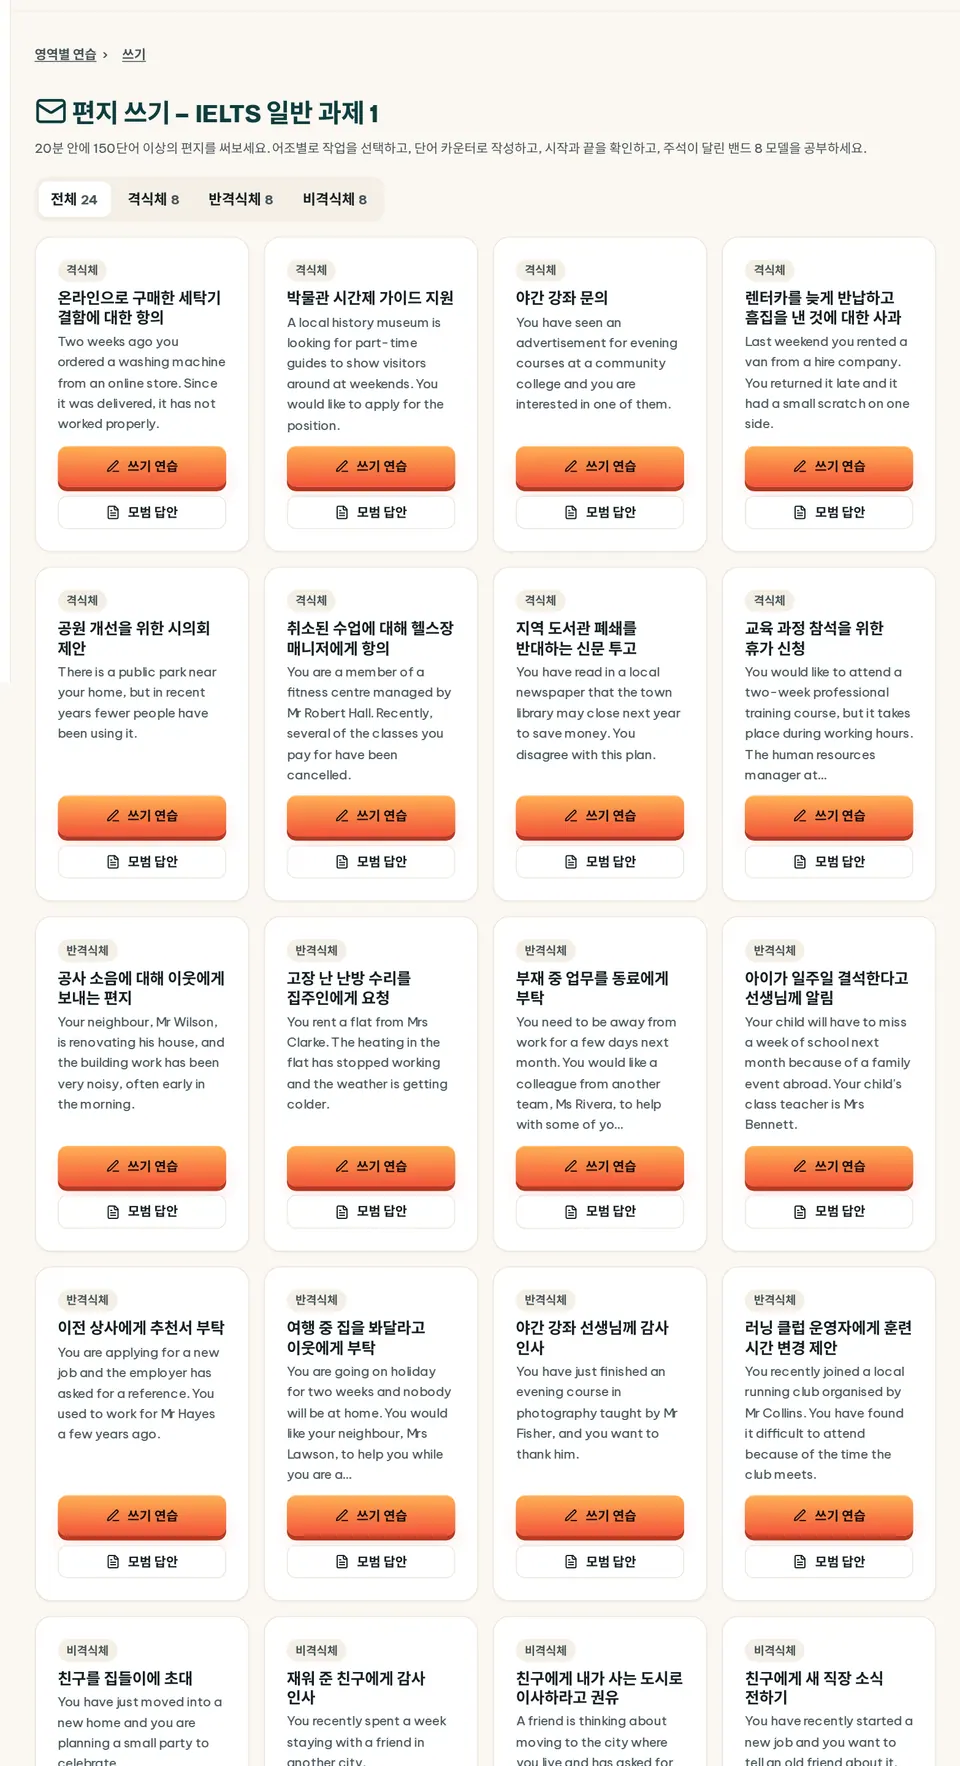 영역별 연습 › 쓰기
편지 쓰기 – IELTS 일반 과제 1
20분 안에 150단어 이상의 편지를 써보세요. 어조별로 작업을 선택하고, 단어 카운터로 작성하고, 시작과 끝을 확인하고, 주석이 달린 밴드 8 모델을 공부하세요.
전체 24 격식체 8 반격식체 8 비격식체 8
격식체
온라인으로 구매한 세탁기
결함에 대한 항의
Two weeks ago you
ordered a washing machine
from an online store. Since
it was delivered, it has not
worked properly.
쓰기 연습
모범 답안
격식체
박물관 시간제 가이드 지원
A local history museum is
looking for part-time
guides to show visitors
around at weekends. You
would like to apply for the
position.
쓰기 연습
모범 답안
격식체
야간 강좌 문의
You have seen an
advertisement for evening
courses at a community
college and you are
interested in one of them.
쓰기 연습
모범 답안
격식체
렌터카를 늦게 반납하고
흠집을 낸 것에 대한 사과
Last weekend you rented a
van from a hire company.
You returned it late and it
had a small scratch on one
side.
쓰기 연습
모범 답안
격식체
공원 개선을 위한 시의회
제안
There is a public park near
your home, but in recent
years fewer people have
been using it.
쓰기 연습
모범 답안
격식체
취소된 수업에 대해 헬스장
매니저에게 항의
You are a member of a
fitness centre managed by
Mr Robert Hall. Recently,
several of the classes you
pay for have been
cancelled.
쓰기 연습
모범 답안
격식체
지역 도서관 폐쇄를
반대하는 신문 투고
You have read in a local
newspaper that the town
library may close next year
to save money. You
disagree with this plan.
쓰기 연습
모범 답안
격식체
교육 과정 참석을 위한
휴가 신청
You would like to attend a
two-week professional
training course, but it takes
place during working hours.
The human resources
manager at...
쓰기 연습
모범 답안
반격식체
공사 소음에 대해 이웃에게
보내는 편지
Your neighbour, Mr Wilson,
is renovating his house, and
the building work has been
very noisy, often early in
the morning.
쓰기 연습
모범 답안
반격식체
고장 난 난방 수리를
집주인에게 요청
You rent a flat from Mrs
Clarke. The heating in the
flat has stopped working
and the weather is getting
colder.
쓰기 연습
모범 답안
반격식체
부재 중 업무를 동료에게
부탁
You need to be away from
work for a few days next
month. You would like a
colleague from another
team, Ms Rivera, to help
with some of yo...
쓰기 연습
모범 답안
반격식체
아이가 일주일 결석한다고
선생님께 알림
Your child will have to miss
a week of school next
month because of a family
event abroad. Your child's
class teacher is Mrs
Bennett.
쓰기 연습
모범 답안
반격식체
이전 상사에게 추천서 부탁
You are applying for a new
job and the employer has
asked for a reference. You
used to work for Mr Hayes
a few years ago.
쓰기 연습
모범 답안
반격식체
여행 중 집을 봐달라고
이웃에게 부탁
You are going on holiday
for two weeks and nobody
will be at home. You would
like your neighbour, Mrs
Lawson, to help you while
you are a...
쓰기 연습
모범 답안
반격식체
야간 강좌 선생님께 감사
인사
You have just finished an
evening course in
photography taught by Mr
Fisher, and you want to
thank him.
쓰기 연습
모범 답안
반격식체
러닝 클럽 운영자에게 훈련
시간 변경 제안
You recently joined a local
running club organised by
Mr Collins. You have found
it difficult to attend
because of the time the
club meets.
쓰기 연습
모범 답안
비격식체
친구를 집들이에 초대
You have just moved into a
new home and you are
planning a small party to
celebrate.
비격식체
재워 준 친구에게 감사
인사
You recently spent a week
staying with a friend in
another city.
비격식체
친구에게 내가 사는 도시로
이사하라고 권유
A friend is thinking about
moving to the city where
you live and has asked for
비격식체
친구에게 새 직장 소식
전하기
You have recently started a
new job and you want to
tell an old friend about it.